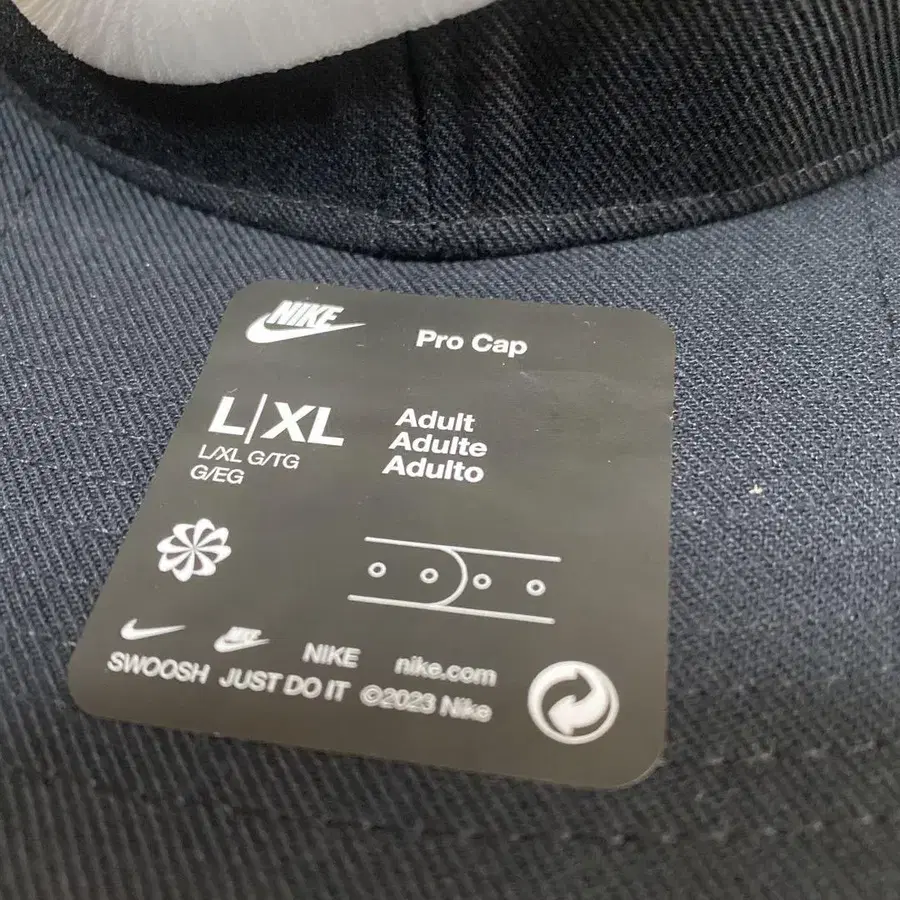 NIKE
Pro Cap
L|XL
L/XL G/TG
G/EG
Adult
Adulte
Adulto
NIKE NIKE nike.com
SWOOSH JUST DO IT ©2023 Nike